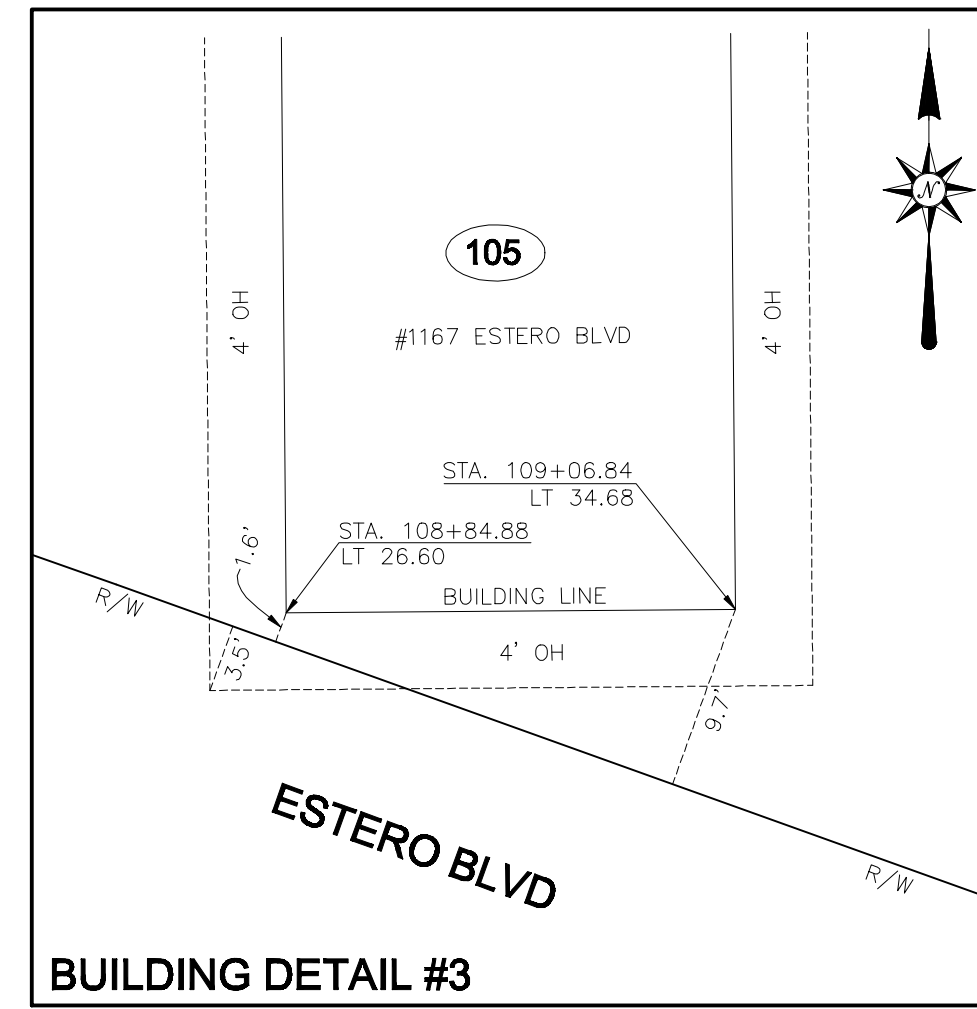 N
105
4' OH
4' OH
#1167 ESTERO BLVD
STA. 109+06.84
LT 34.68
STA. 108+84.88
LT 26.60
1.6'
R/W
BUILDING LINE
3.5'
4' OH
9.7'
ESTERO BLVD
R/W
BUILDING DETAIL #3